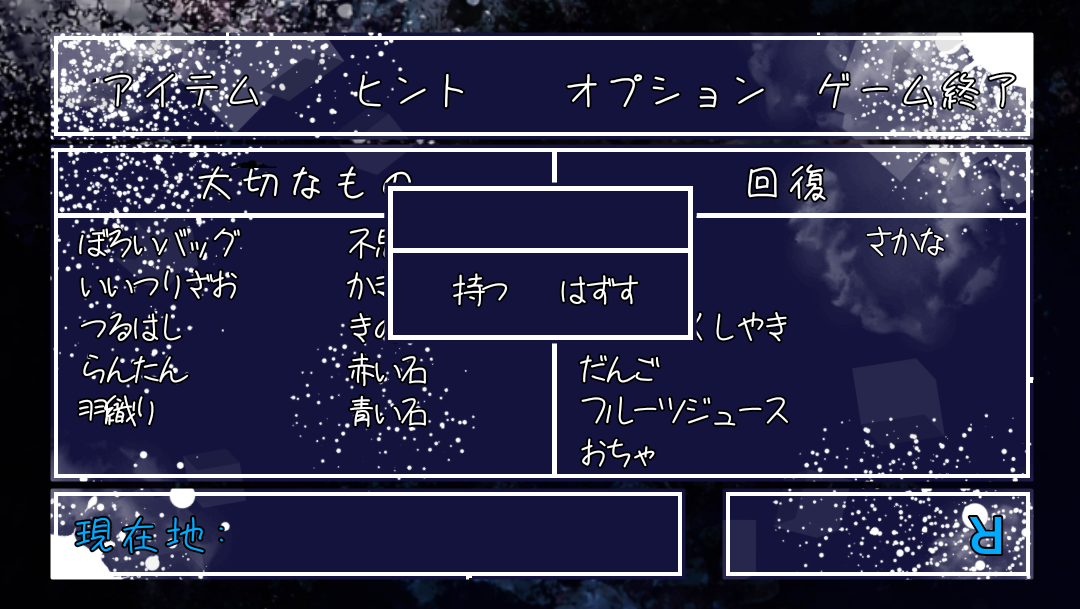 アイテム ヒント オプション ゲーム終了
大切なもの 回復
ぼろいバッグ さかな
いいつりざお
持つ はずす
つるはし くしやき
らんたん 赤い石 だんご
羽織り 青い石 フルーツジュース
おちゃ
現在地: R